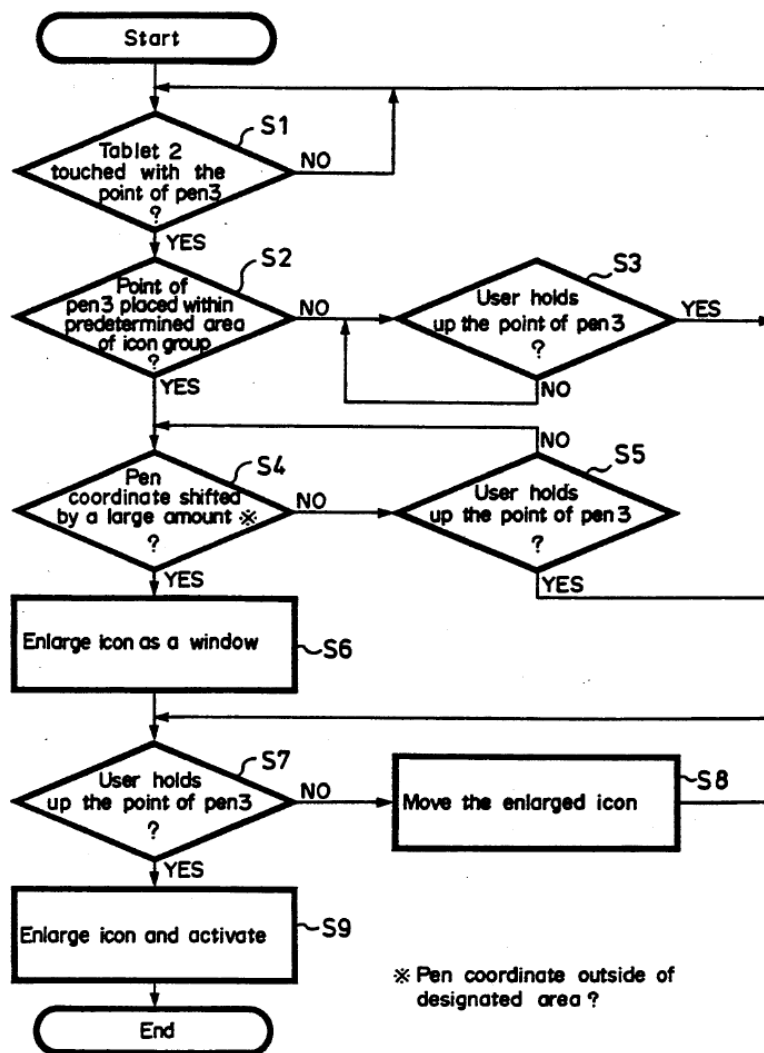 Start
S1
Tablet 2
touched with the
point of pen3
?
NO
YES
S2
Point of
pen3 placed within
predetermined area
of icon group
?
NO
YES
S3
User holds
up the point of pen3
?
YES
NO
S4
Pen
coordinate shifted
by a large amount ※
?
NO
YES
NO
S5
User holds
up the point of pen3
?
YES
Enlarge icon as a window
S6
S7
User holds
up the point of pen3
?
NO
YES
Move the enlarged icon
S8
Enlarge icon and activate
S9
End
※ Pen coordinate outside of
designated area ?